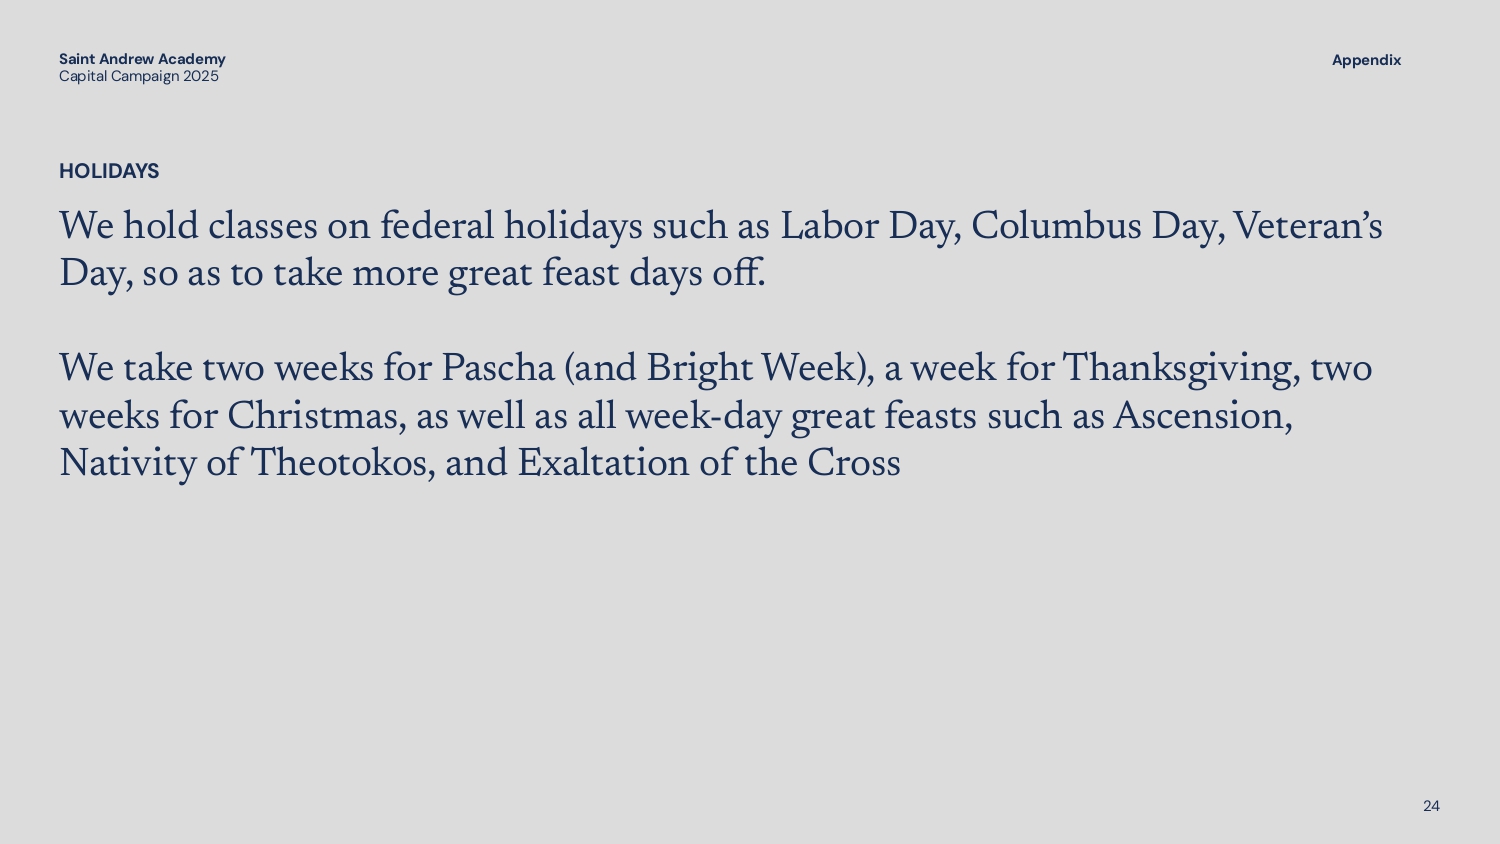 Saint Andrew Academy
Capital Campaign 2025
Appendix
HOLIDAYS
We hold classes on federal holidays such as Labor Day, Columbus Day, Veteran’s
Day, so as to take more great feast days off.
We take two weeks for Pascha (and Bright Week), a week for Thanksgiving, two
weeks for Christmas, as well as all week-day great feasts such as Ascension,
Nativity of Theotokos, and Exaltation of the Cross
24